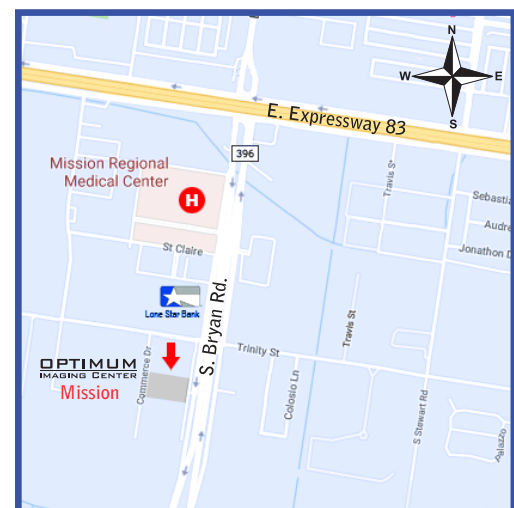 N
W
E
S
E. Expressway 83
396
Mission Regional
Medical Center
H
Travis St
Sebastia
Audre
Jonathon D
St Claire
Lone Star Bank
S. Bryan Rd.
Travis St
Trinity St
OPTIMUM
IMAGING CENTER
Mission
Commerce Dr
Colosio Ln
S Stewart Rd
Palazzo